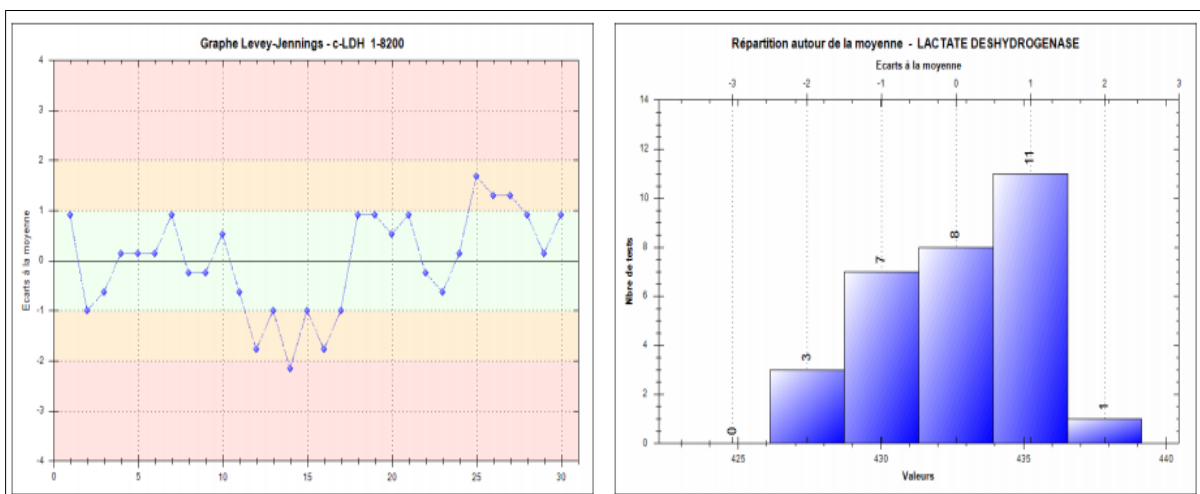 Graphe Levey-Jennings - c-LDH 1-8200
4
3
2
1
0
-1
-2
-3
-4
Ecarts à la moyenne
0 5 10 15 20 25 30
Répartition autour de la moyenne - LACTATE DESHYDROGENASE
Ecarts à la moyenne
-3 -2 -1 0 1 2 3
14
12
10
8
6
4
2
0
Nbre de tests
0 3 7 8 11 1
425 430 435 440
Valeurs